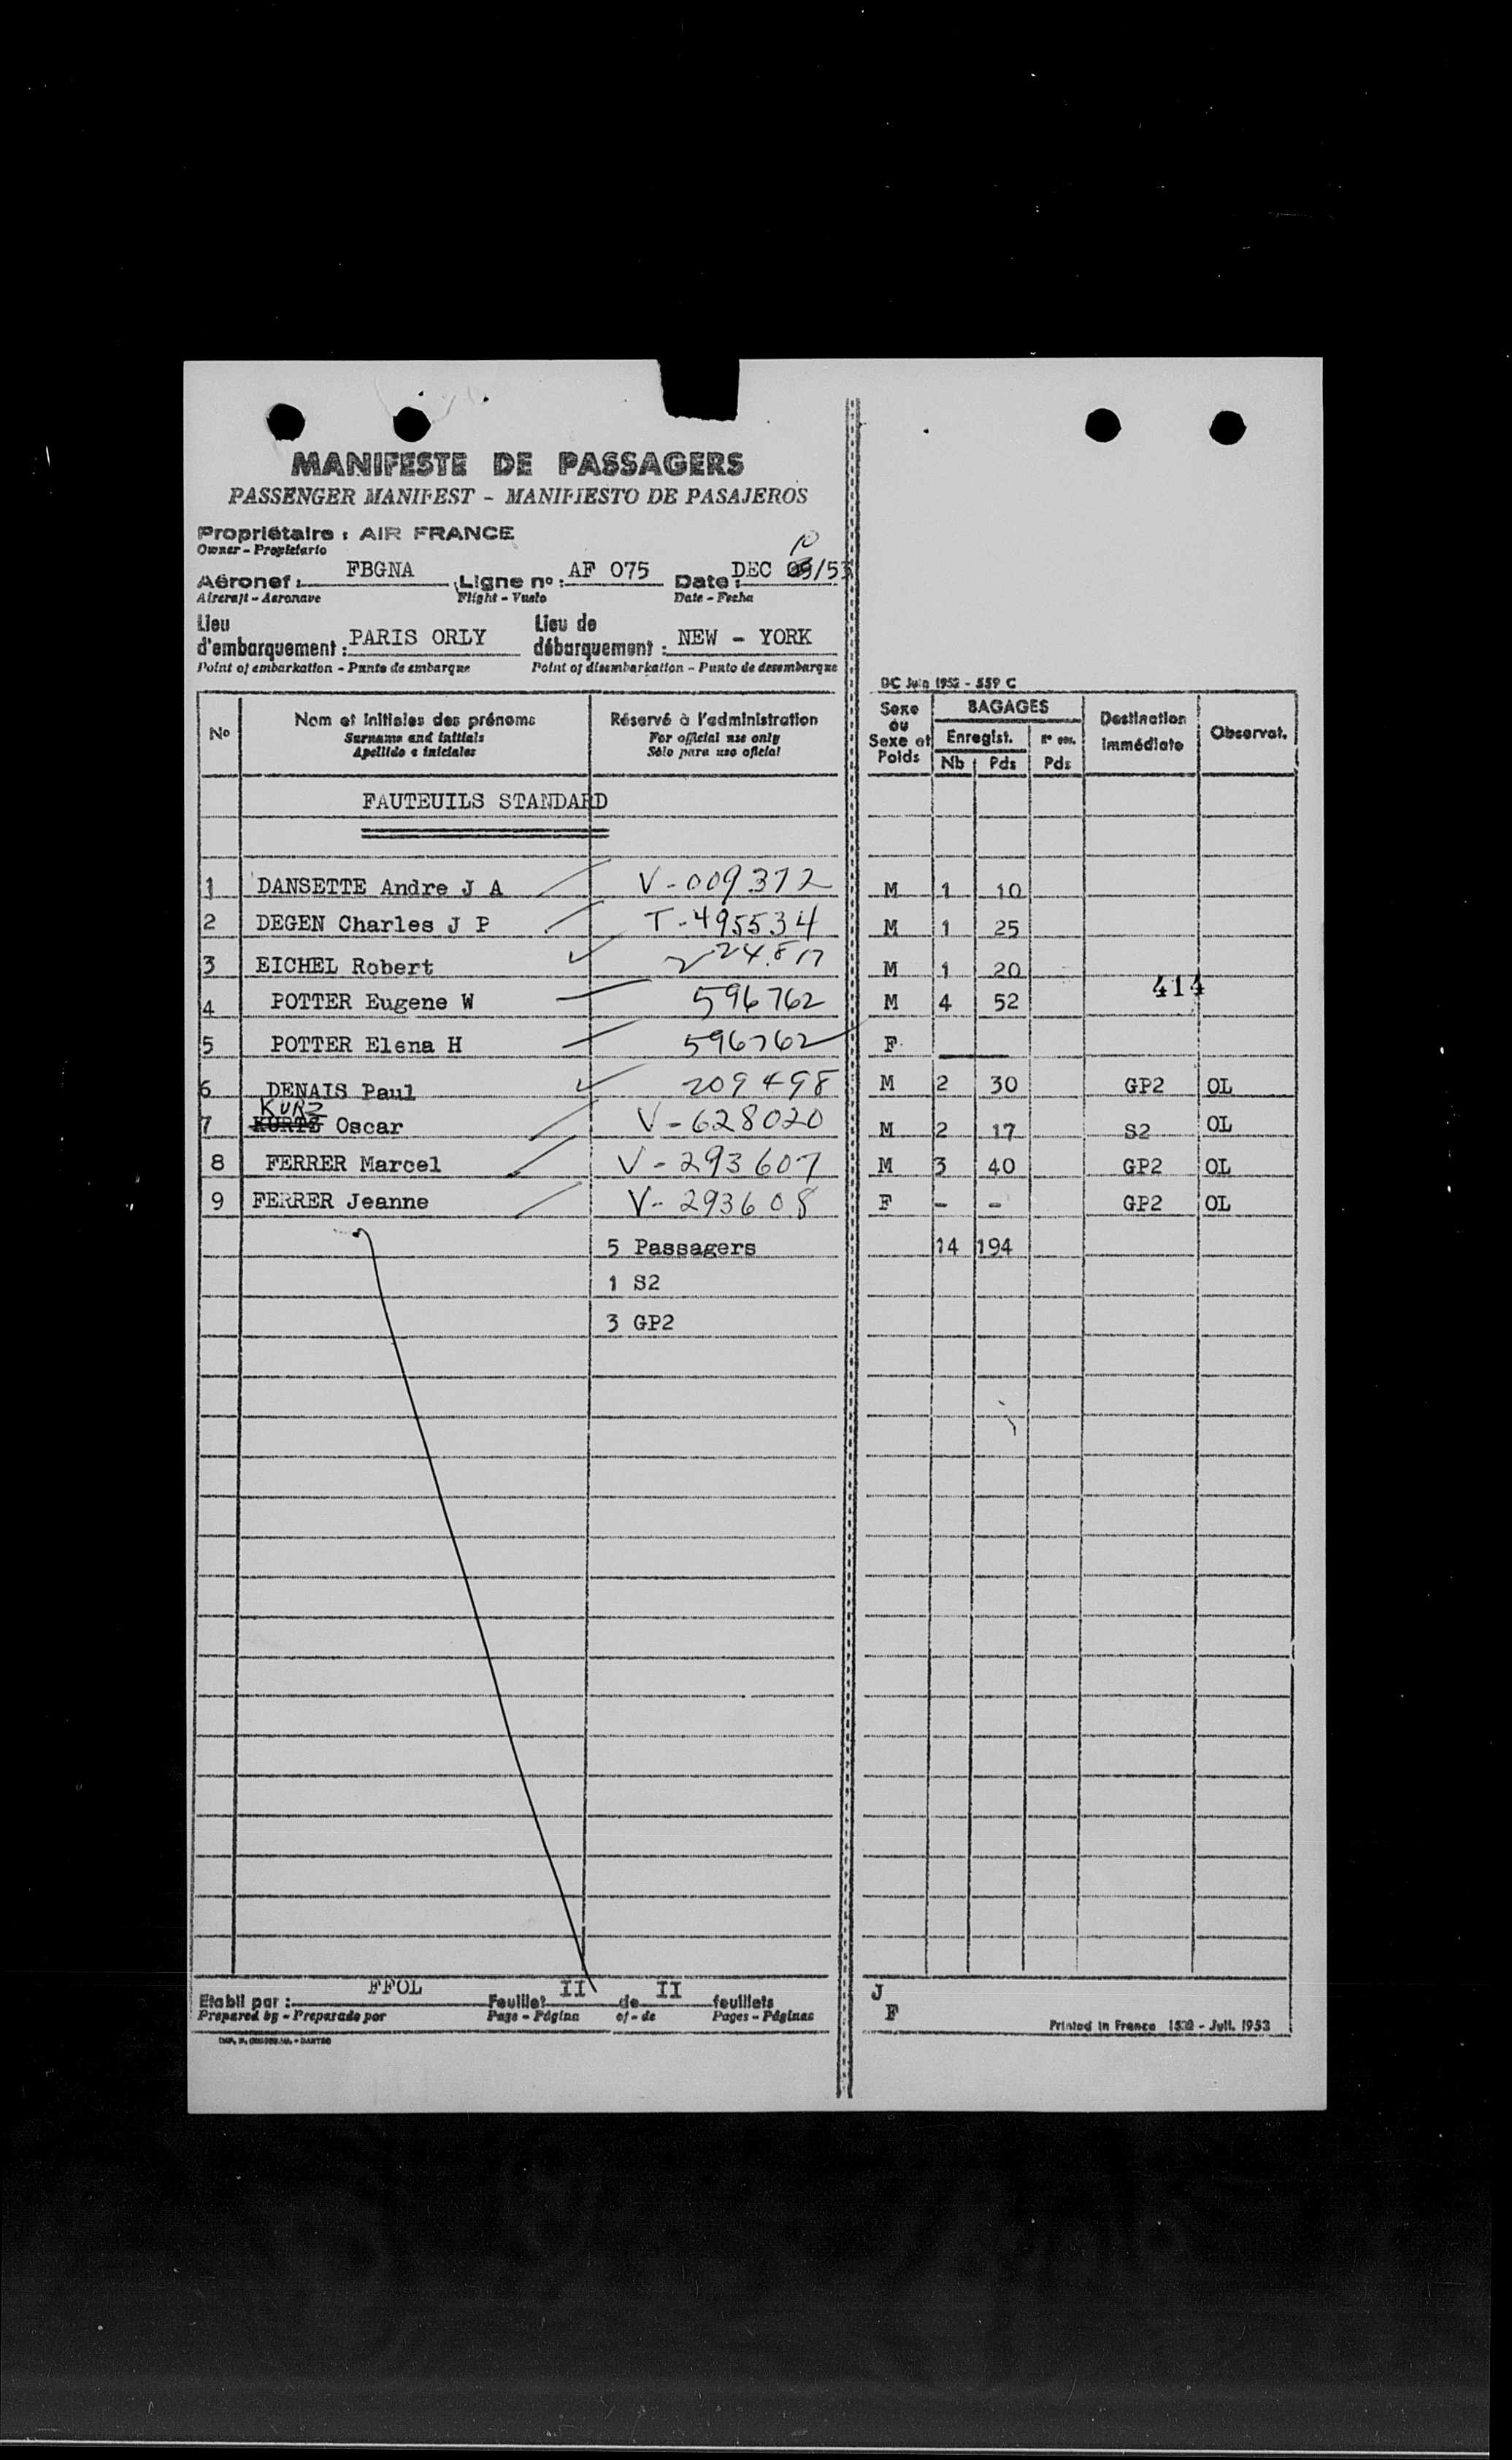 MANIFESTE DE PASSAGERS
PASSENGER MANIFEST - MANIFIESTO DE PASAJEROS
Propriétaire : AIR FRANCE
Owner - Propietario
Aéronef : FBGNA Ligne nº : AF 075 Date : DEC 10/53
Aircraft - Aeronave Flight - Vuelo Date - Fecha
Lieu d'embarquement : PARIS ORLY Lieu de débarquement : NEW - YORK
Point of embarkation - Punto de embarque Point of disembarkation - Punto de desembarque
DC Juin 1952 - 559 C
Nº Nom et initiales des prénoms Réservé à l'administration Sexe ou Sexe et Poids BAGAGES Destination immédiate Observat.
Surname and initials For official use only Enregist.
Apellido e iniciales Sólo para uso oficial Nb Pds Pds
FAUTEUILS STANDARD
1 DANSETTE Andre J A V-009312 M 1 10
2 DEGEN Charles J P T-495534 M 1 25
3 EICHEL Robert M 1 20
414
4 POTTER Eugene W 596762 M 4 52
5 POTTER Elena H 596762 F
6 DENAIS Paul 209498 M 2 30 GP2 OL
KURZ
7 KURTZ Oscar V-628020 M 2 17 S2 OL
8 FERRER Marcel V-293607 M 3 40 GP2 OL
9 FERRER Jeanne V-293608 F - - GP2 OL
5 Passagers 14 194
1 S2
3 GP2
Etabli par : FFOL Feuillet II de II feuillets J
Prepared by - Preparado por Page - Página of - de Pages - Páginas F
Printed in France - Juil. 1953